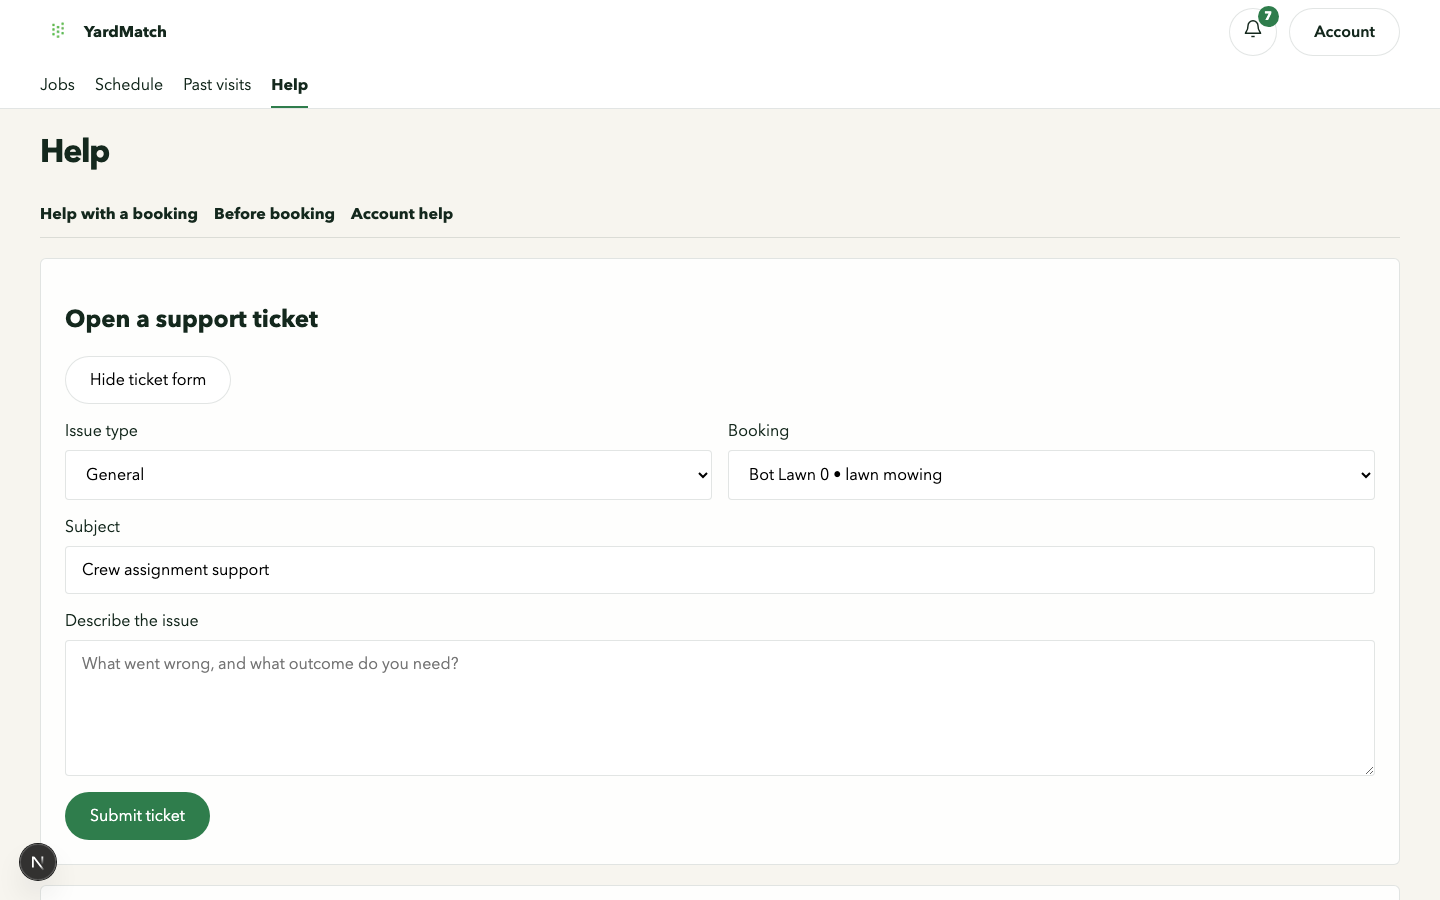 YardMatch
7
Account
Jobs
Schedule
Past visits
Help
Help
Help with a booking
Before booking
Account help
Open a support ticket
Hide ticket form
Issue type
Booking
General
Bot Lawn 0 • lawn mowing
Subject
Crew assignment support
Describe the issue
What went wrong, and what outcome do you need?
Submit ticket
N